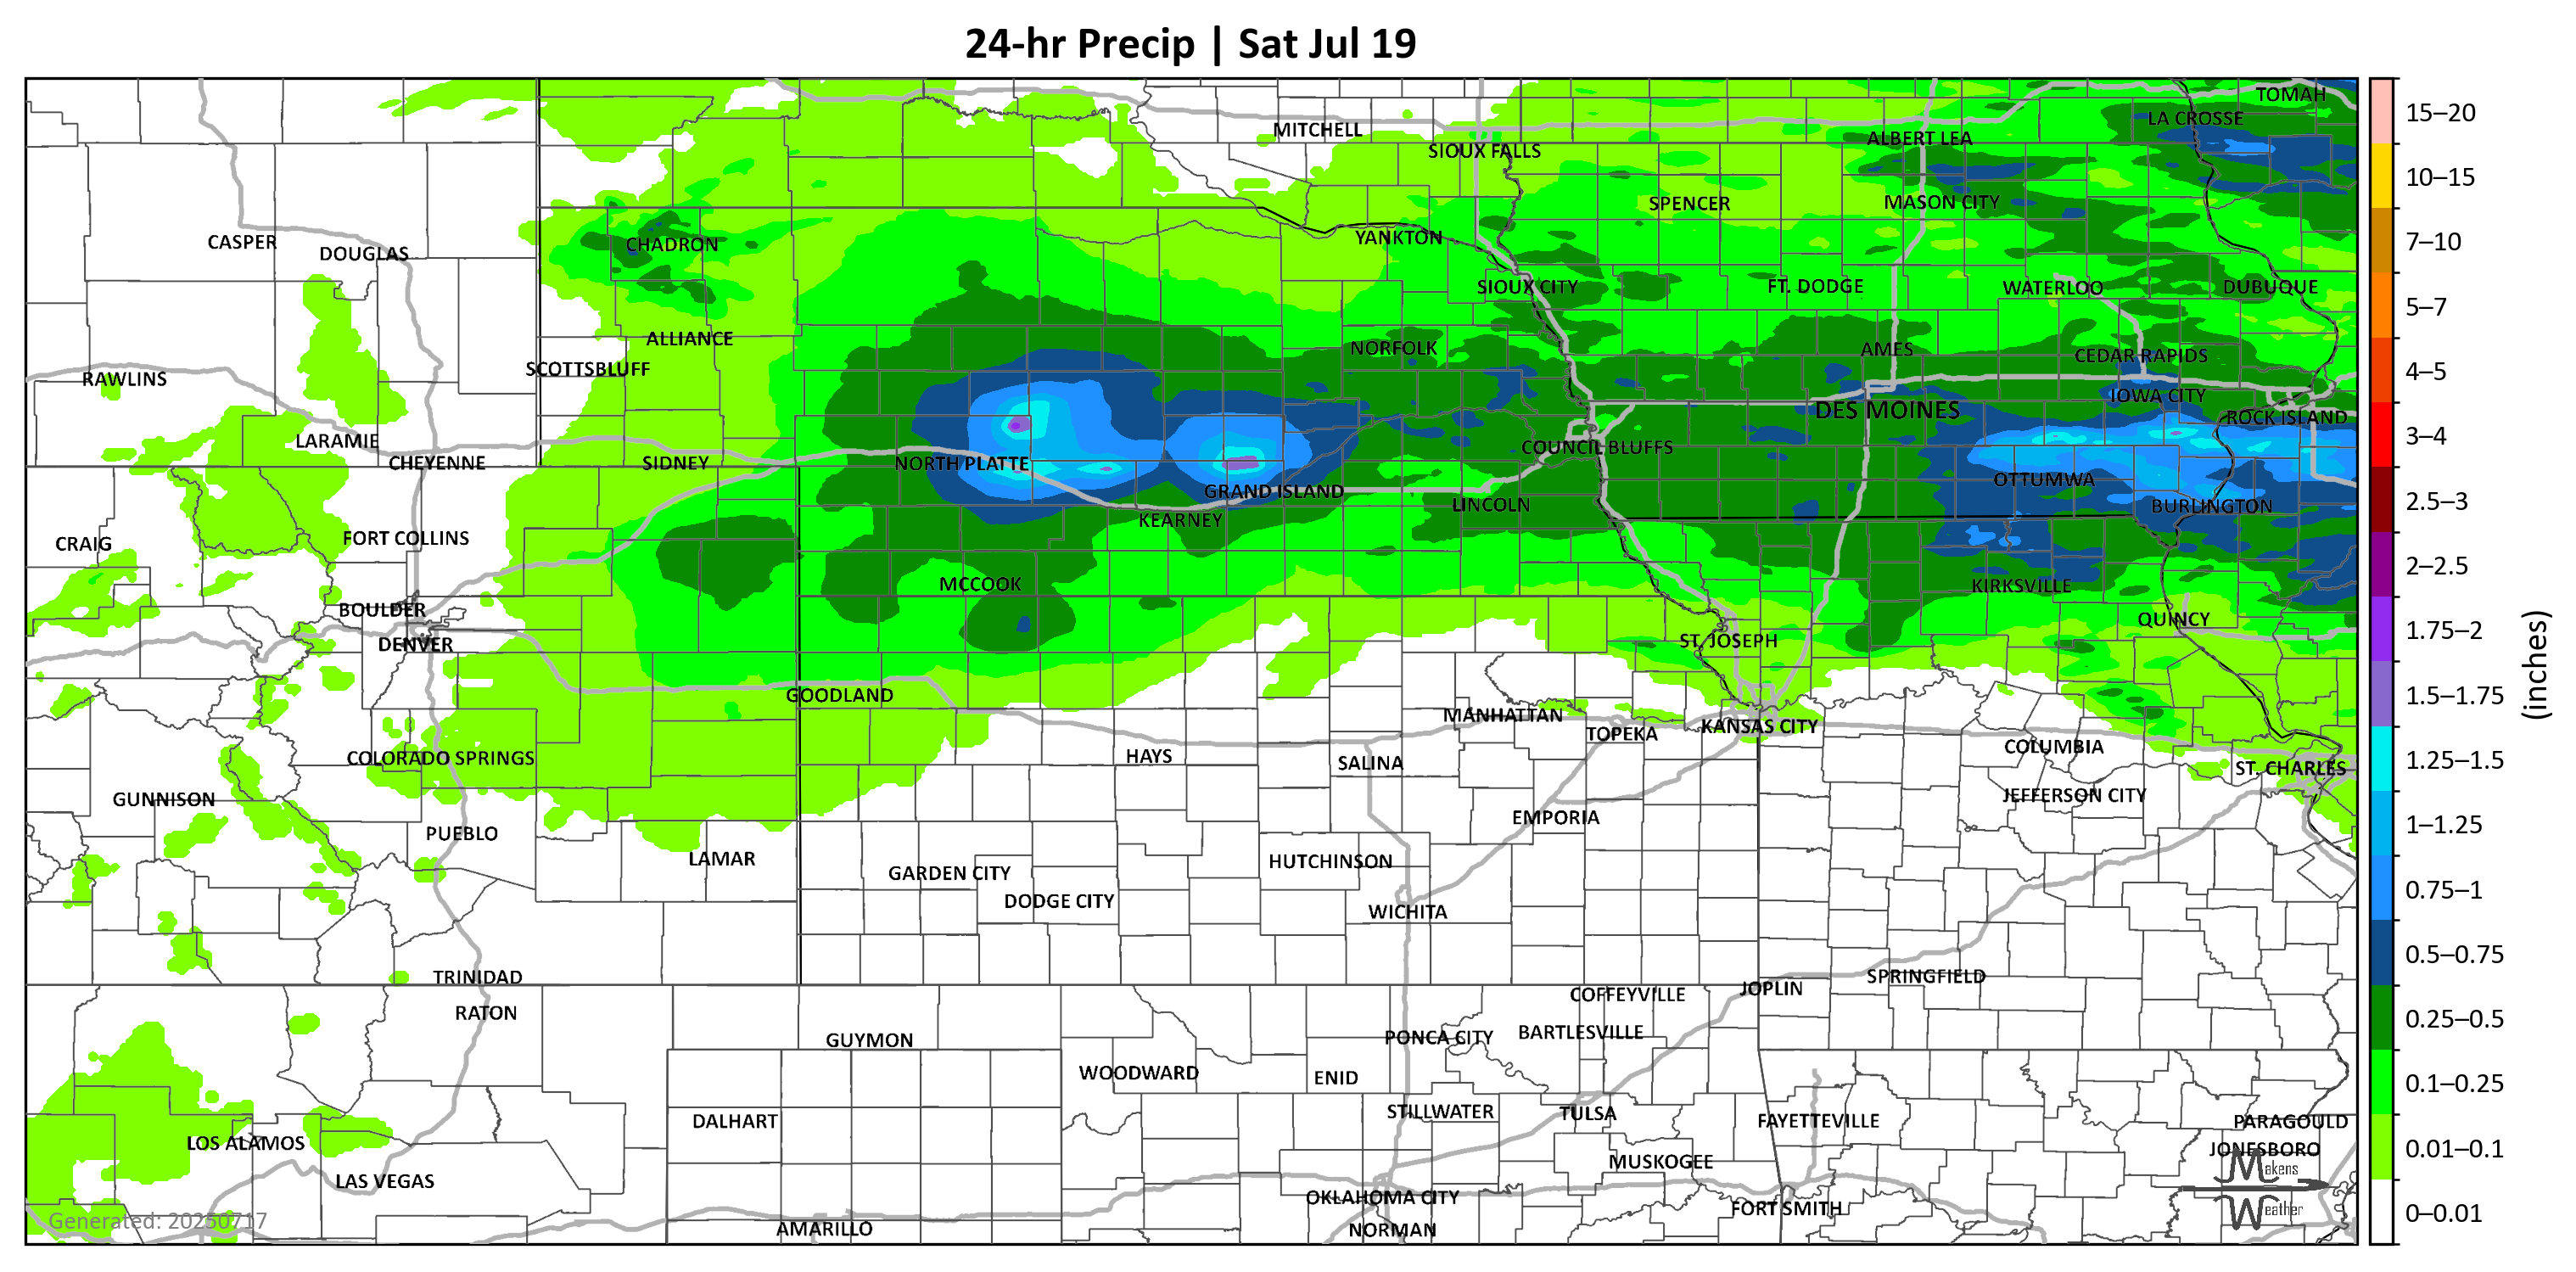 24-hr Precip | Sat Jul 19
TOMAH
LA CROSSE
MITCHELL
ALBERT LEA
SIOUX FALLS
SPENCER
MASON CITY
CASPER
DOUGLAS
CHADRON
YANKTON
SIOUX CITY
FT. DODGE
WATERLOO
DUBUQUE
ALLIANCE
NORFOLK
AMES
CEDAR RAPIDS
SCOTTSBLUFF
RAWLINS
IOWA CITY
DES MOINES
ROCK ISLAND
LARAMIE
COUNCIL BLUFFS
CHEYENNE
SIDNEY
NORTH PLATTE
OTTUMWA
GRAND ISLAND
LINCOLN
BURLINGTON
KEARNEY
CRAIG
FORT COLLINS
MCCOOK
KIRKSVILLE
BOULDER
QUINCY
DENVER
ST. JOSEPH
GOODLAND
MANHATTAN
TOPEKA
KANSAS CITY
COLORADO SPRINGS
HAYS
SALINA
COLUMBIA
ST. CHARLES
GUNNISON
JEFFERSON CITY
PUEBLO
EMPORIA
LAMAR
GARDEN CITY
HUTCHINSON
DODGE CITY
WICHITA
TRINIDAD
SPRINGFIELD
JOPLIN
COFFEYVILLE
RATON
GUYMON
PONCA CITY
BARTLESVILLE
WOODWARD
ENID
DALHART
STILLWATER
TULSA
FAYETTEVILLE
PARAGOULD
LOS ALAMOS
JONESBORO
LAS VEGAS
MUSKOGEE
OKLAHOMA CITY
FORT SMITH
AMARILLO
NORMAN
Generated: 20250717
Makens
Weather
15–20
10–15
7–10
5–7
4–5
3–4
2.5–3
2–2.5
1.75–2
1.5–1.75
1.25–1.5
1–1.25
0.75–1
0.5–0.75
0.25–0.5
0.1–0.25
0.01–0.1
0–0.01
(inches)